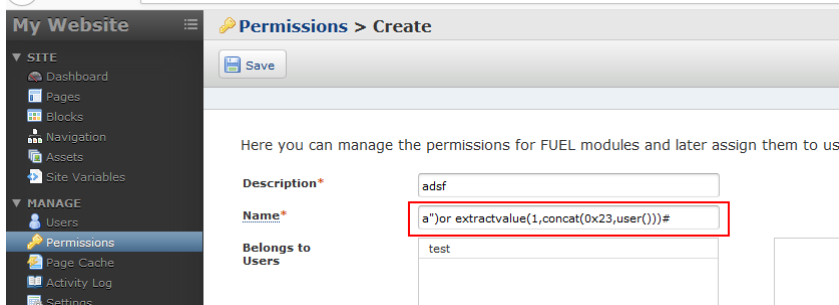 My Website
Permissions > Create
▼ SITE
Dashboard
Pages
Blocks
Navigation
Assets
Site Variables
▼ MANAGE
Users
Permissions
Page Cache
Activity Log
Settings
Save
Here you can manage the permissions for FUEL modules and later assign them to us
Description*
adsf
Name*
a")or extractvalue(1,concat(0x23,user()))#
Belongs to
Users
test